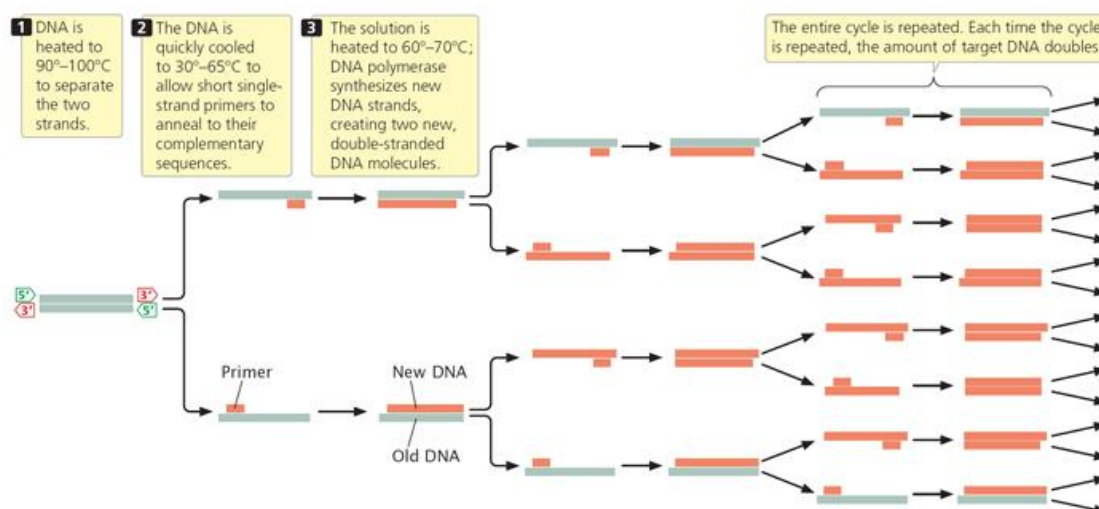 1 DNA is
heated to
90°–100°C
to separate
the two
strands.
2 The DNA is
quickly cooled
to 30°–65°C to
allow short single-
strand primers to
anneal to their
complementary
sequences.
3 The solution is
heated to 60°–70°C;
DNA polymerase
synthesizes new
DNA strands,
creating two new,
double-stranded
DNA molecules.
The entire cycle is repeated. Each time the cycle
is repeated, the amount of target DNA doubles
5′ 3′
3′ 5′
Primer
New DNA
Old DNA